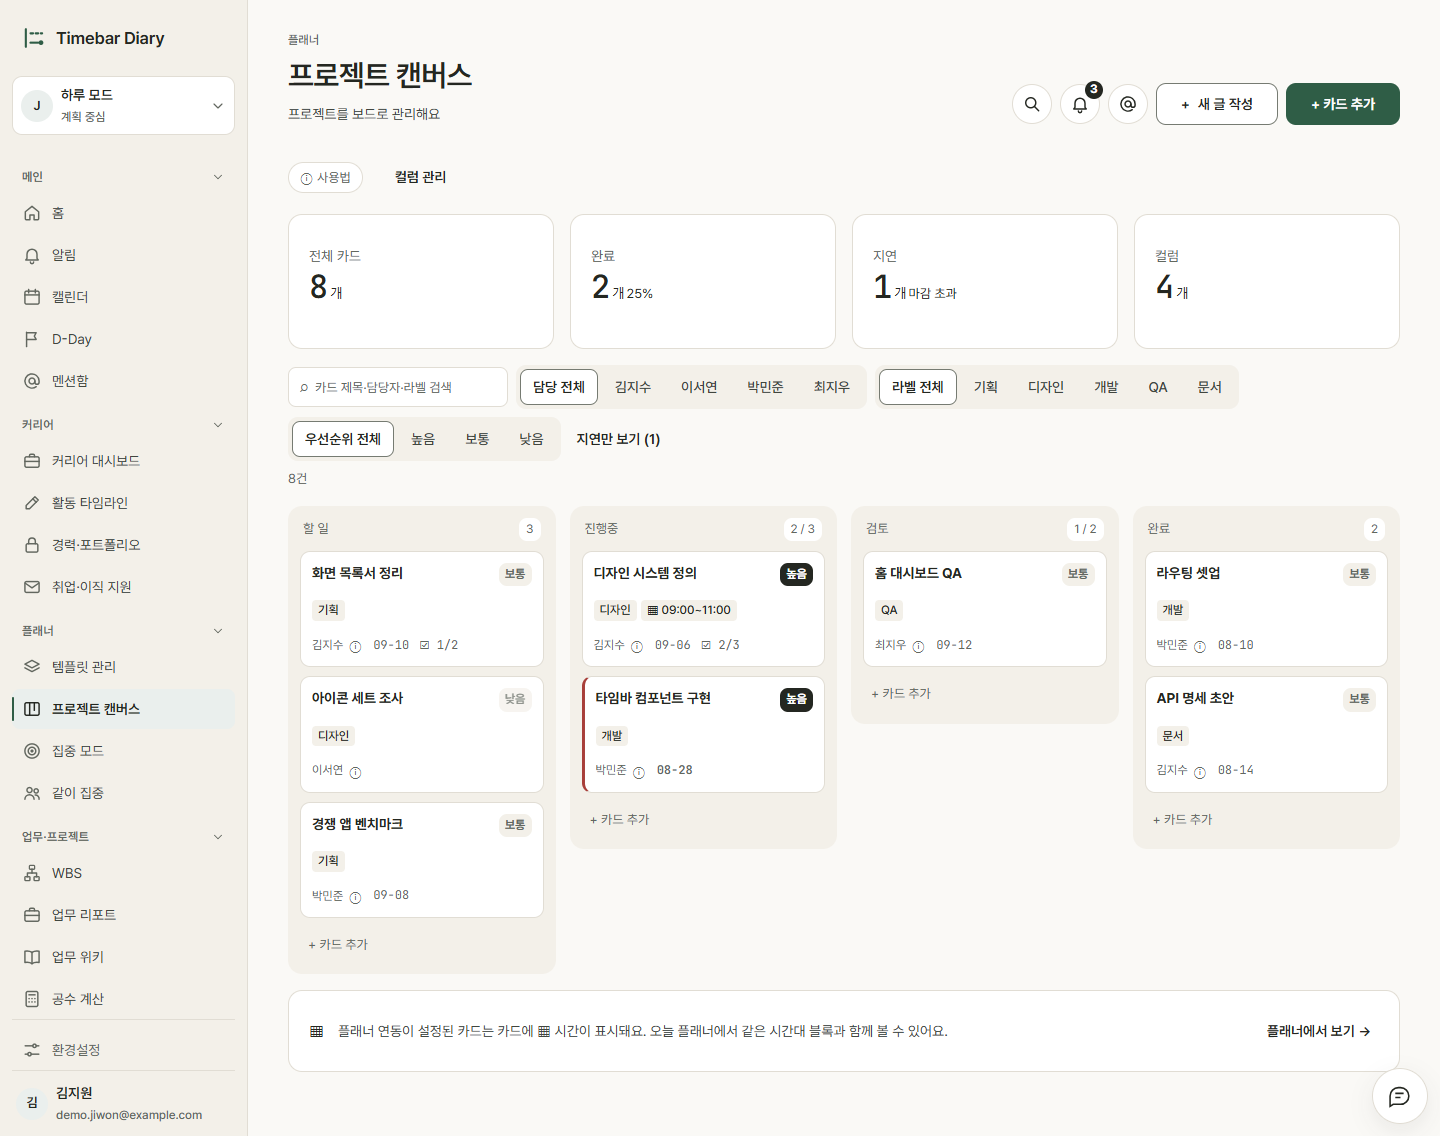 Timebar Diary
J
하루 모드
계획 중심
메인
홈
알림
캘린더
D-Day
멘션함
커리어
커리어 대시보드
활동 타임라인
경력·포트폴리오
취업·이직 지원
플래너
템플릿 관리
프로젝트 캔버스
집중 모드
같이 집중
업무·프로젝트
WBS
업무 리포트
업무 위키
공수 계산
환경설정
김
김지원
demo.jiwon@example.com
플래너
프로젝트 캔버스
프로젝트를 보드로 관리해요
3
+ 새 글 작성
+ 카드 추가
사용법
컬럼 관리
전체 카드
8 개
완료
2 개 25%
지연
1 개 마감 초과
컬럼
4 개
카드 제목·담당자·라벨 검색
담당 전체 김지수 이서연 박민준 최지우
라벨 전체 기획 디자인 개발 QA 문서
우선순위 전체 높음 보통 낮음
지연만 보기 (1)
8건
할 일 3
화면 목록서 정리 보통
기획
김지수 09-10 1/2
아이콘 세트 조사 낮음
디자인
이서연
경쟁 앱 벤치마크 보통
기획
박민준 09-08
+ 카드 추가
진행중 2 / 3
디자인 시스템 정의 높음
디자인 ▦ 09:00–11:00
김지수 09-06 2/3
타임바 컴포넌트 구현 높음
개발
박민준 08-28
+ 카드 추가
검토 1 / 2
홈 대시보드 QA 보통
QA
최지우 09-12
+ 카드 추가
완료 2
라우팅 셋업 보통
개발
박민준 08-10
API 명세 초안 보통
문서
김지수 08-14
+ 카드 추가
▦ 플래너 연동이 설정된 카드는 카드에 ▦ 시간이 표시돼요. 오늘 플래너에서 같은 시간대 블록과 함께 볼 수 있어요.
플래너에서 보기 →